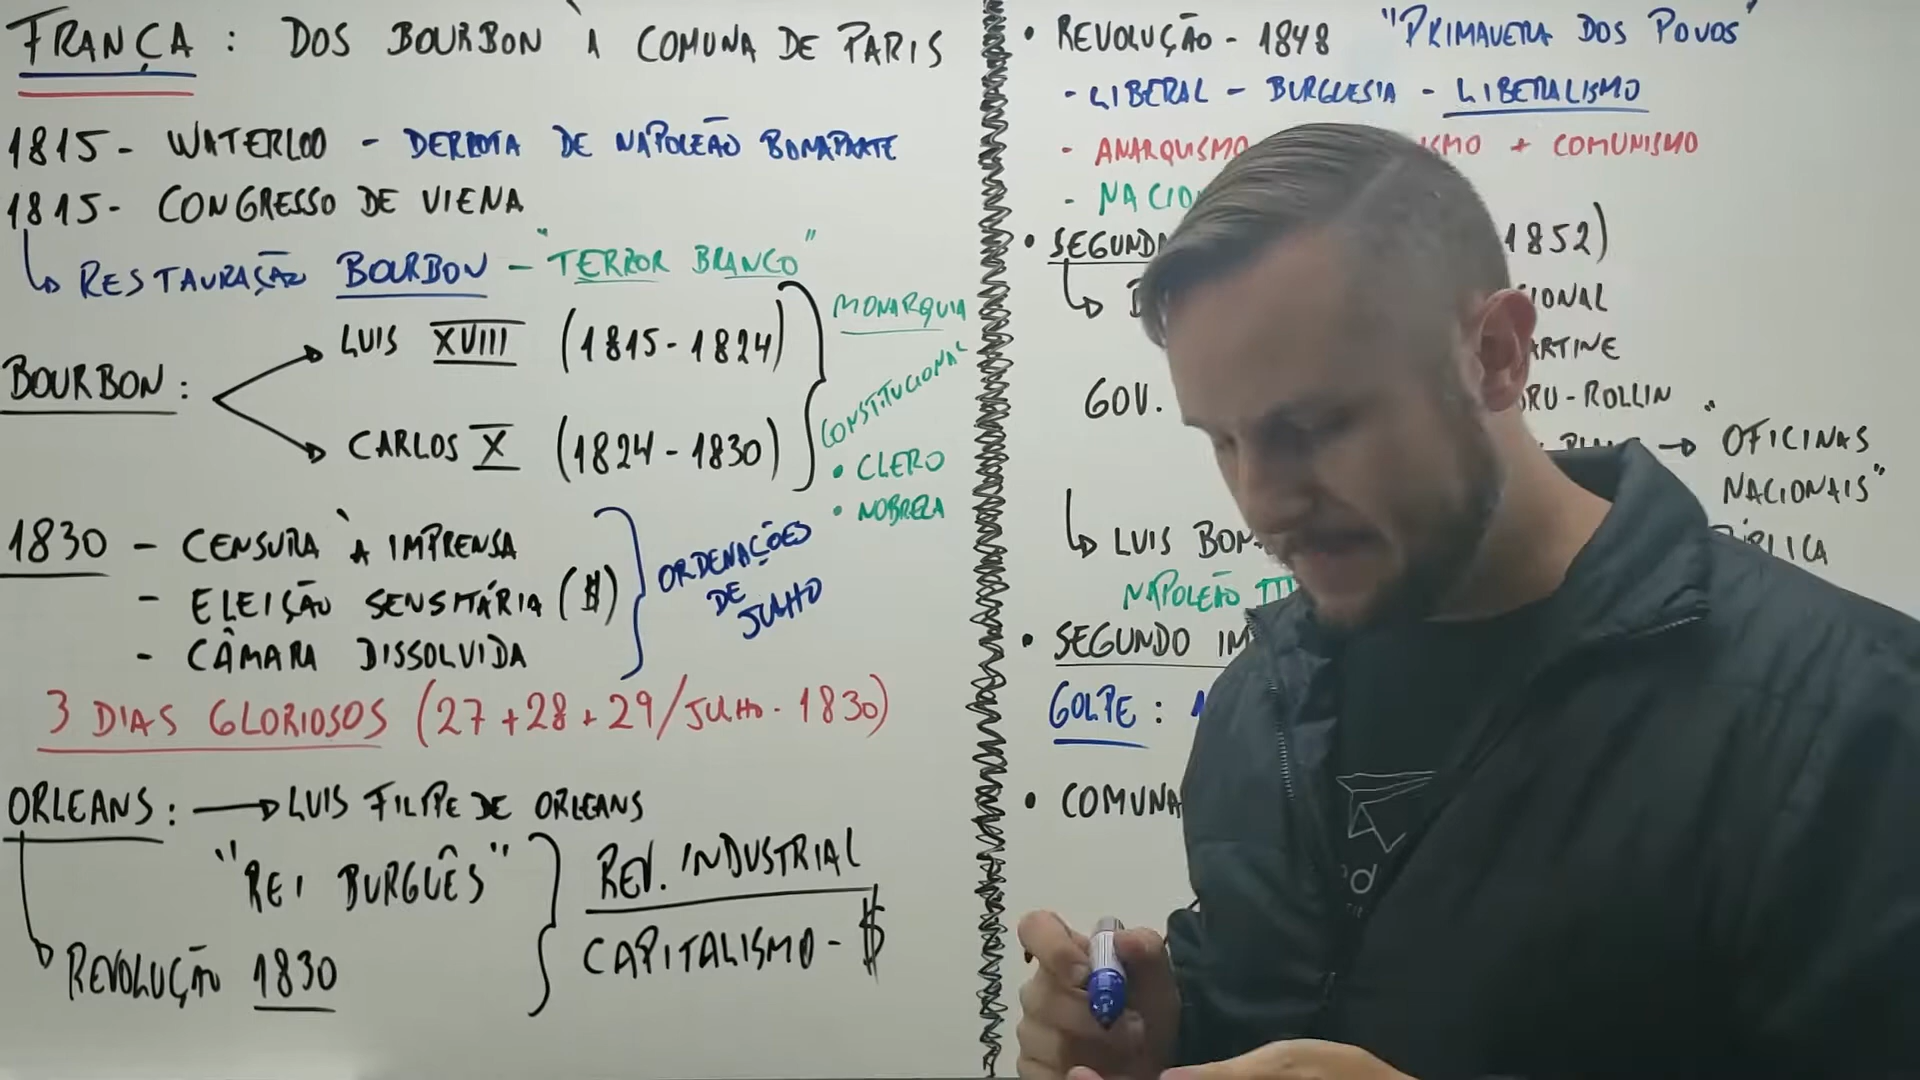 FRANÇA : DOS BOURBON À COMUNA DE PARIS
1815 - WATERLOO - DERROTA DE NAPOLEÃO BONAPARTE
1815 - CONGRESSO DE VIENA
RESTAURAÇÃO BOURBON - "TERROR BRANCO"
BOURBON :
LUIS XVIII (1815 - 1824)
CARLOS X (1824 - 1830)
MONARQUIA
CONSTITUCIONAL
• CLERO
• NOBREZA
1830 - CENSURA À IMPRENSA
- ELEIÇÃO SENSITÁRIA ($)
- CÂMARA DISSOLVIDA
ORDENAÇÕES
DE
JULHO
3 DIAS GLORIOSOS (27 + 28 + 29/JULHO - 1830)
ORLEANS : LUIS FILIPE DE ORLEANS
"REI BURGUÊS"
REVOLUÇÃO 1830
REV. INDUSTRIAL
CAPITALISMO - $
• REVOLUÇÃO - 1848 "PRIMAVERA DOS POVOS"
- LIBERAL - BURGUESIA - LIBERALISMO
- ANARQUISMO ISMO + COMUNISMO
- NACIO
• SEGUNDA 1852)
IONAL
ARTINE
GOV. RU-ROLLIN
"OFICINAS
NACIONAIS"
LUIS BON
NAPOLEÃO III
• SEGUNDO IM
GOLPE :
• COMUNA